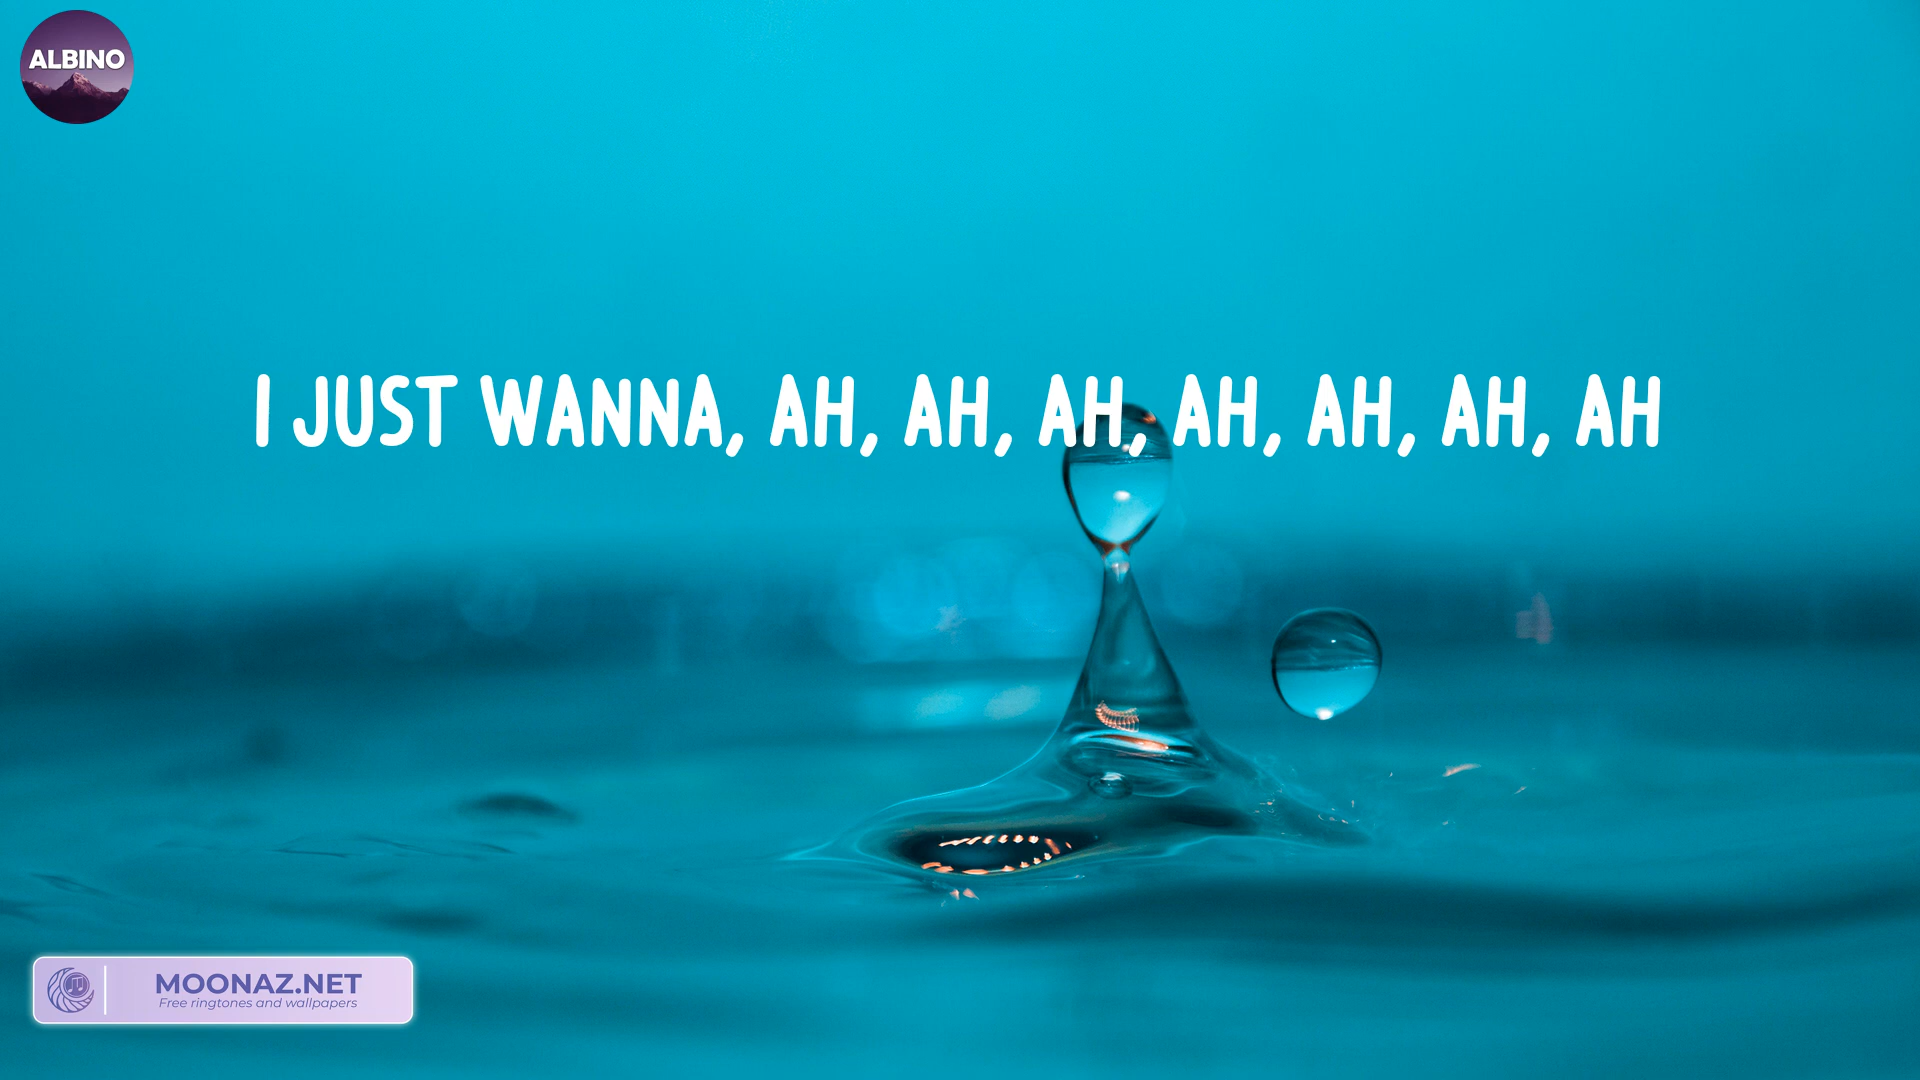 ALBINO
I JUST WANNA, AH, AH, AH, AH, AH, AH, AH
MOONAZ.NET
Free ringtones and wallpapers